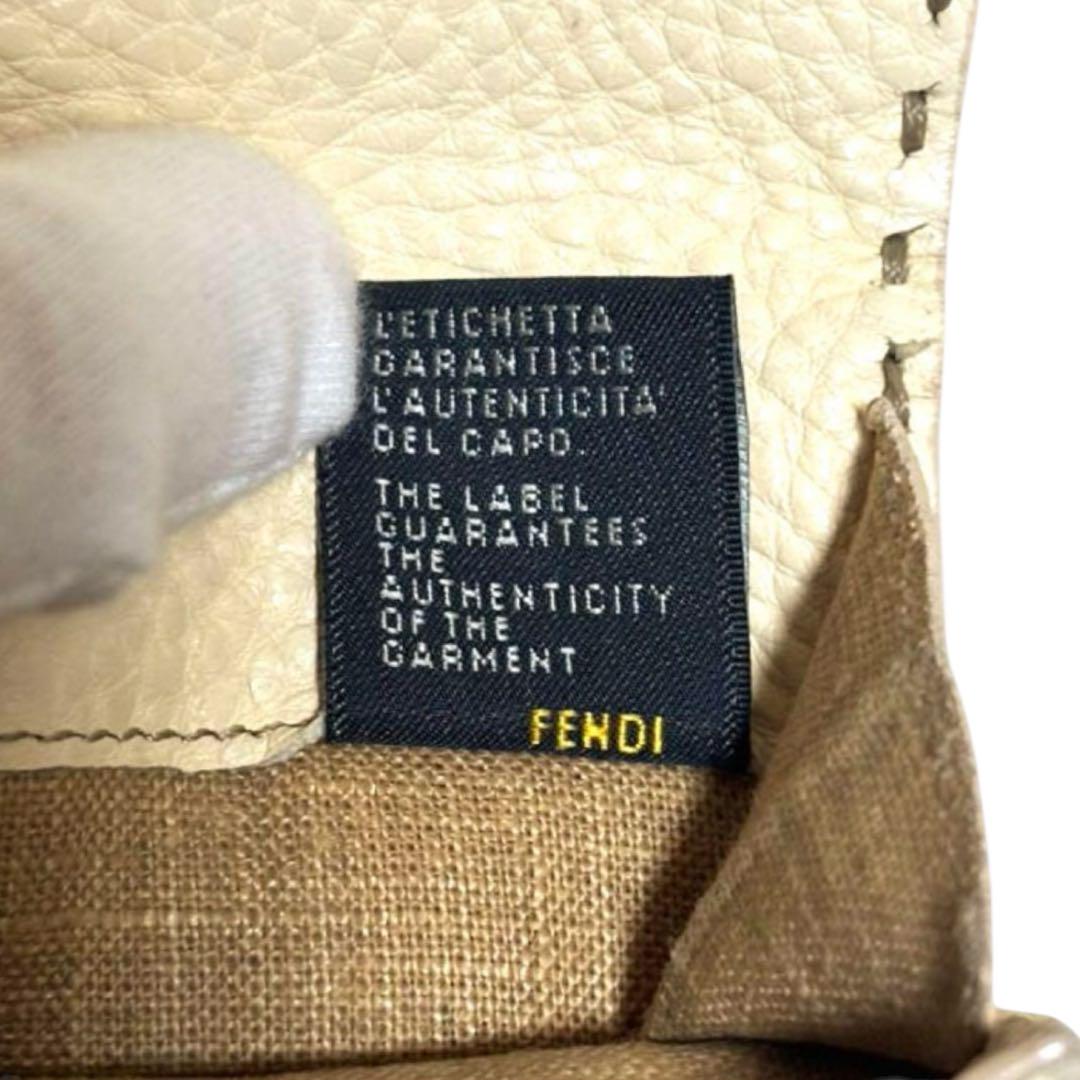 L'ETICHETTA
GARANTISCE
L'AUTENTICITA'
DEL CAPO.
THE LABEL
GUARANTEES
THE
AUTHENTICITY
OF THE
GARMENT
FENDI